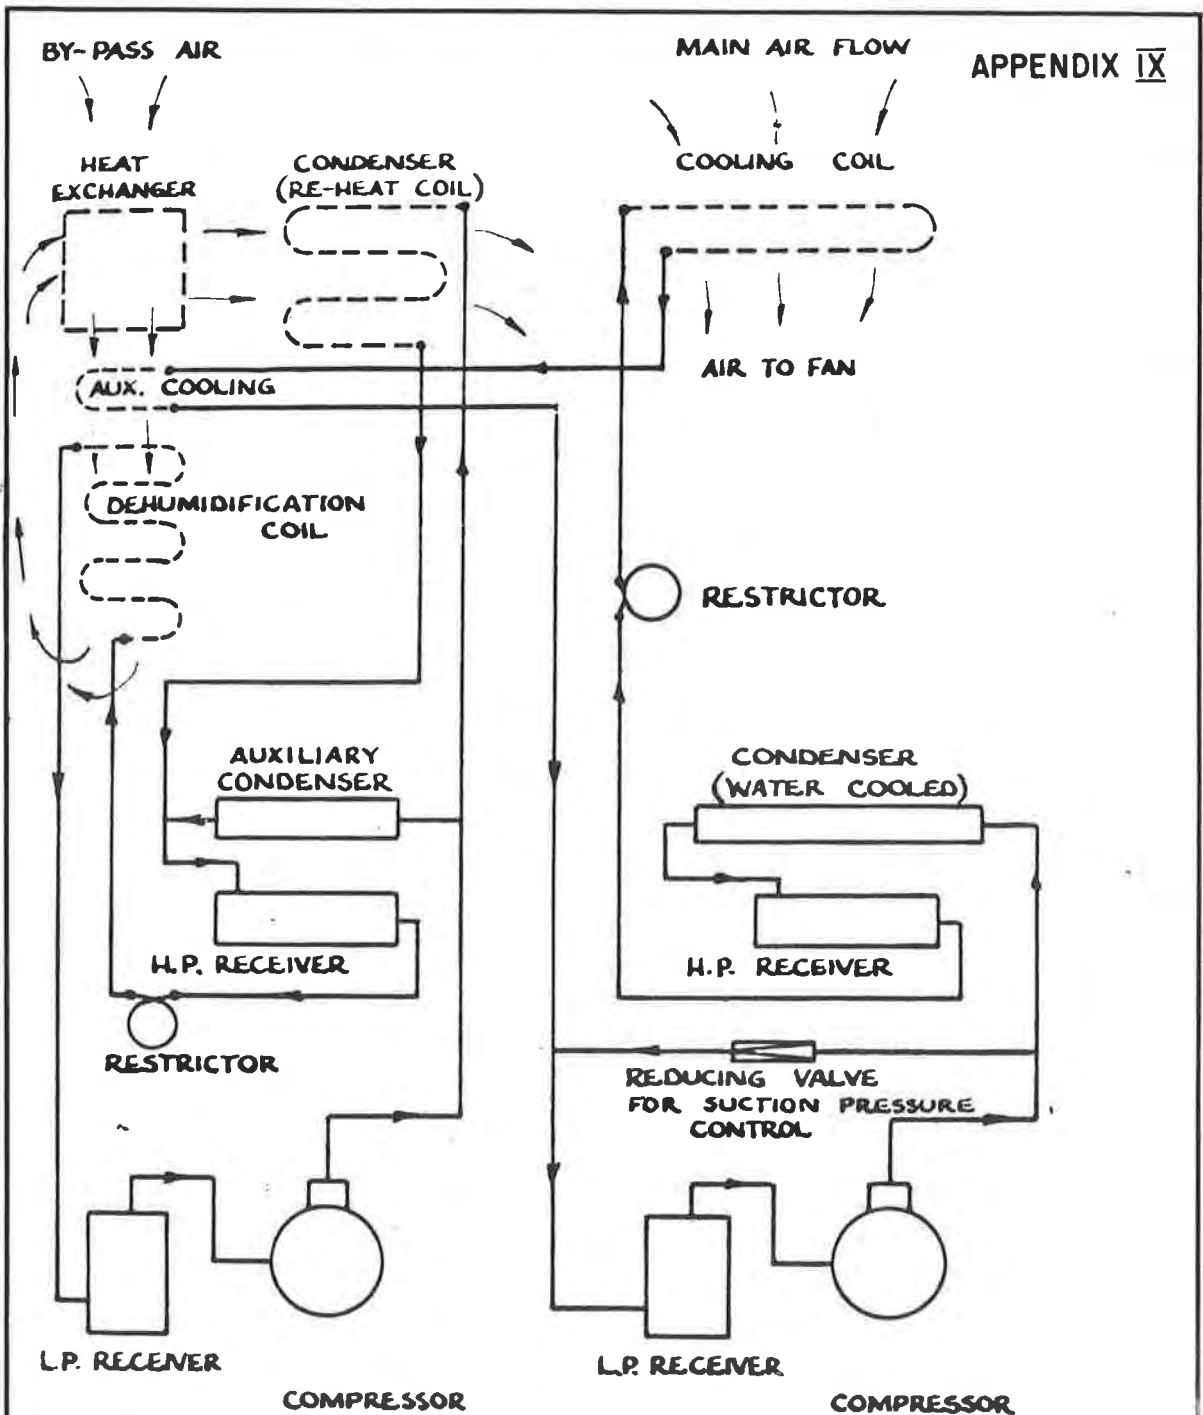 BY-PASS AIR
MAIN AIR FLOW
APPENDIX IX
HEAT
EXCHANGER
CONDENSER
(RE-HEAT COIL)
COOLING COIL
AIR TO FAN
AUX. COOLING
DEHUMIDIFICATION
COIL
RESTRICTOR
AUXILIARY
CONDENSER
CONDENSER
(WATER COOLED)
H.P. RECEIVER
H.P. RECEIVER
RESTRICTOR
REDUCING VALVE
FOR SUCTION PRESSURE
CONTROL
L.P. RECEIVER
L.P. RECEIVER
COMPRESSOR
COMPRESSOR